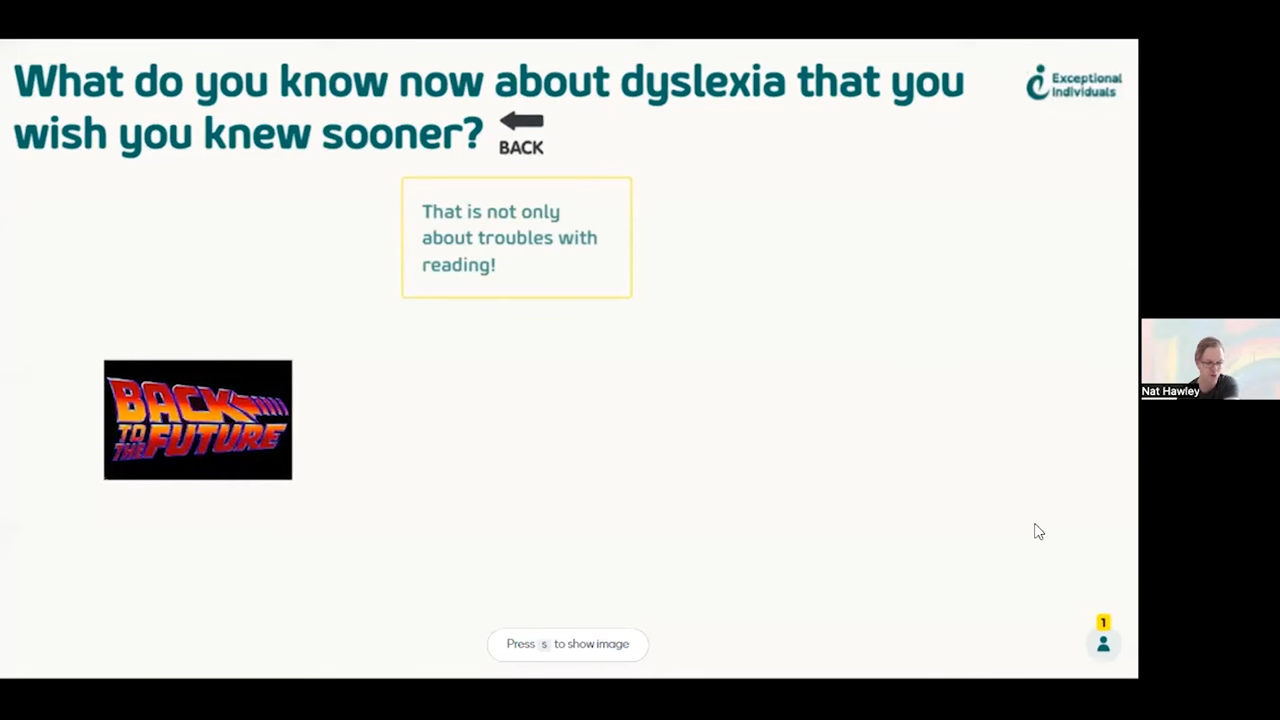 What do you know now about dyslexia that you
wish you knew sooner?
BACK
Exceptional
Individuals
That is not only
about troubles with
reading!
BACK
TO
THE FUTURE
Nat Hawley
Press s to show image
1